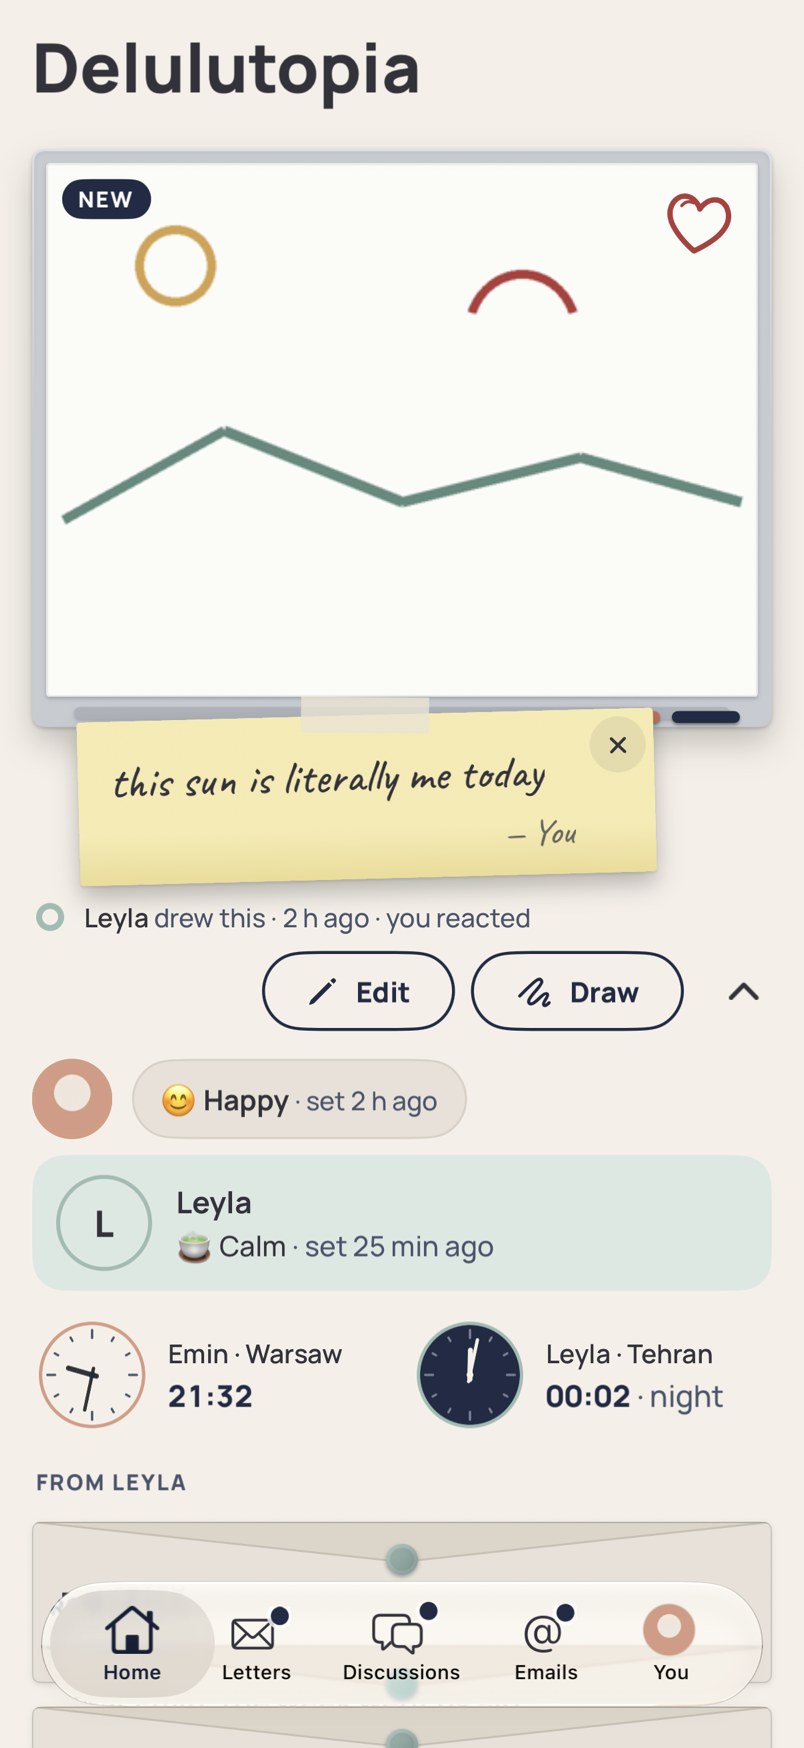 Delulutopia
NEW
this sun is literally me today
— You
Leyla drew this · 2 h ago · you reacted
Edit
Draw
😊 Happy · set 2 h ago
L
Leyla
🍵 Calm · set 25 min ago
Emin · Warsaw
21:32
Leyla · Tehran
00:02 · night
FROM LEYLA
Home
Letters
Discussions
@
Emails
You